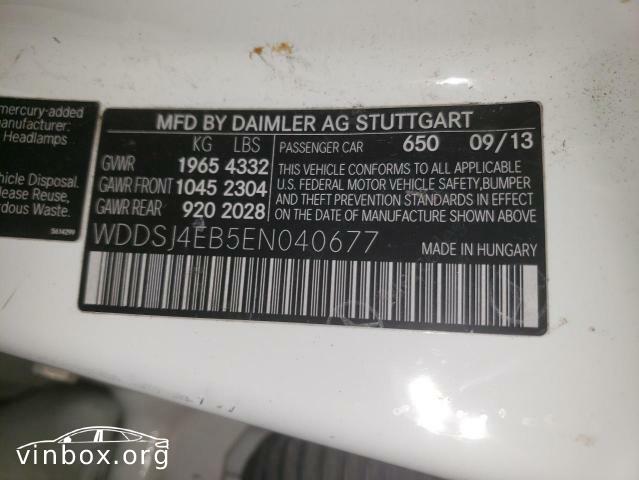 mercury-added
anufacturer:
Headlamps
Vehicle Disposal.
lease Reuse,
rdous Waste.
MFD BY DAIMLER AG STUTTGART
KG LBS
PASSENGER CAR 650 09/13
GVWR 1965 4332
GAWR FRONT 1045 2304
GAWR REAR 920 2028
THIS VEHICLE CONFORMS TO ALL APPLICABLE
U.S. FEDERAL MOTOR VEHICLE SAFETY, BUMPER
AND THEFT PREVENTION STANDARDS IN EFFECT
ON THE DATE OF MANUFACTURE SHOWN ABOVE.
WDDSJ4EB5EN040677
MADE IN HUNGARY
vinbox.org